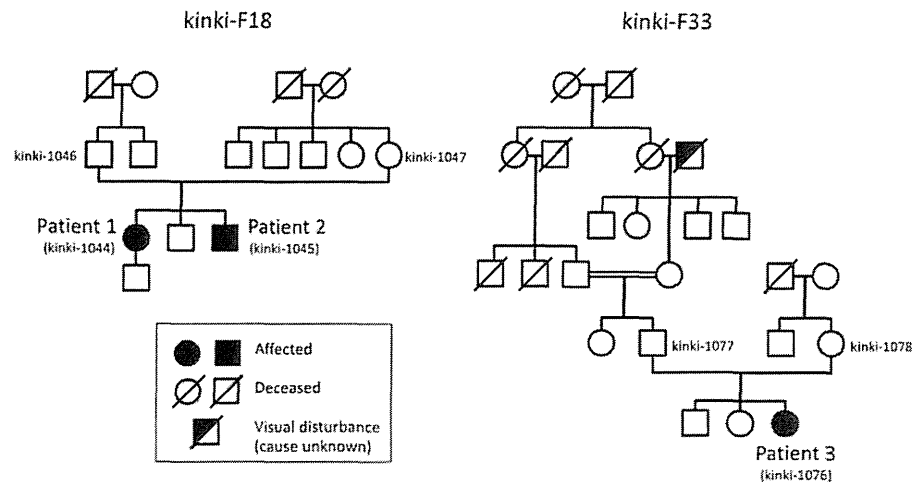 kinki-F18
kinki-F33
kinki-1046
kinki-1047
Patient 1
(kinki-1044)
Patient 2
(kinki-1045)
kinki-1077
kinki-1078
Affected
Deceased
Visual disturbance
(cause unknown)
Patient 3
(kinki-1076)